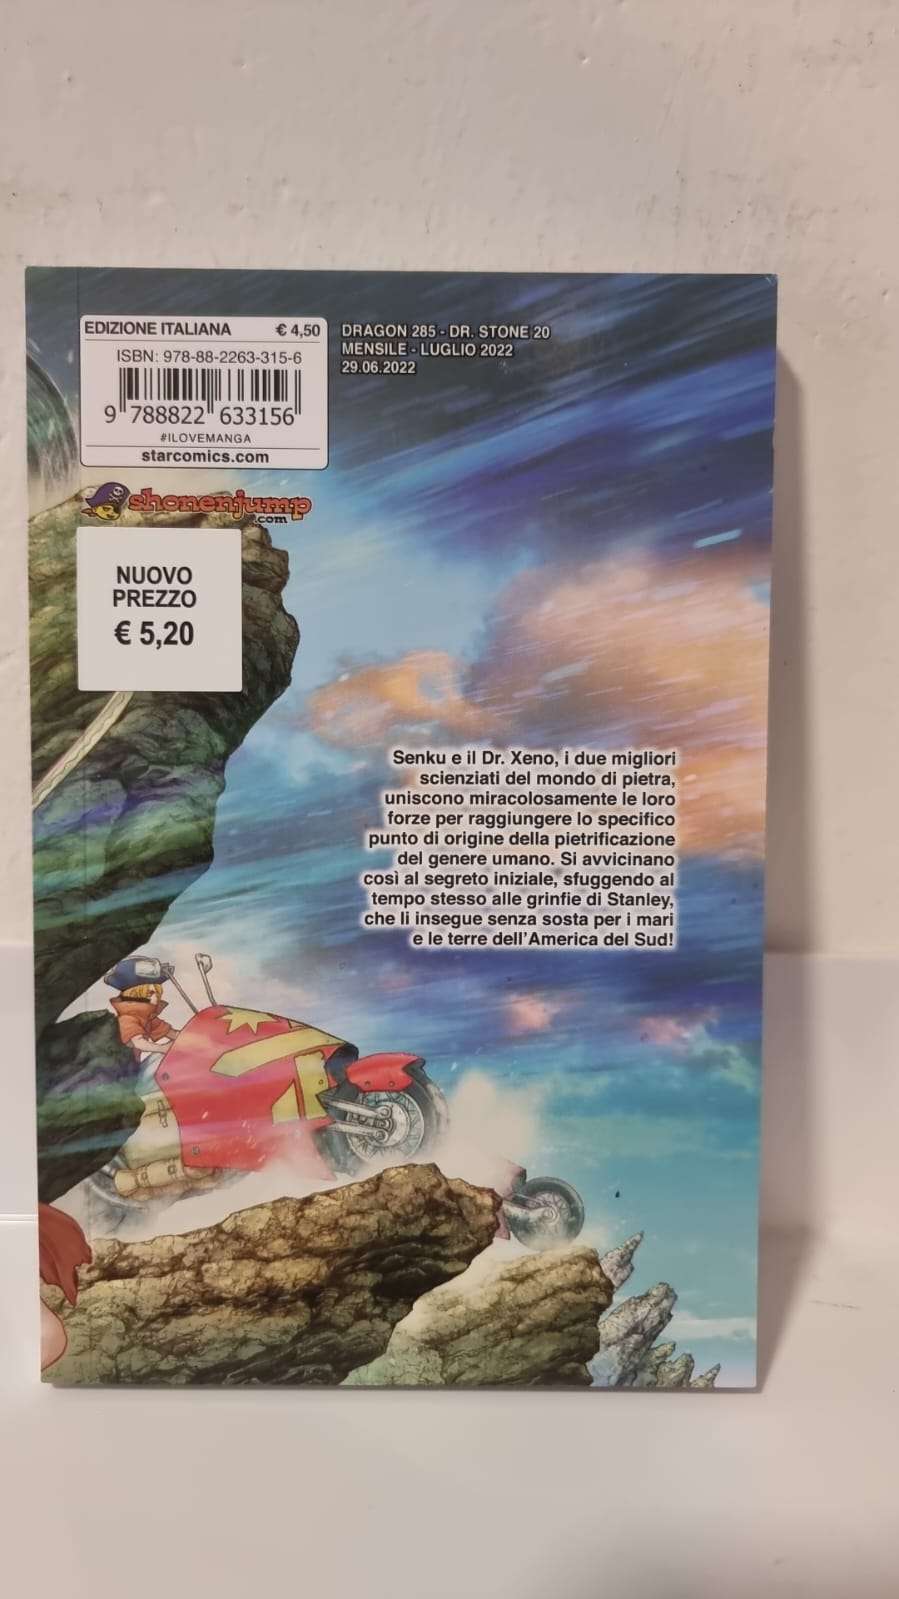 EDIZIONE ITALIANA € 4,50
ISBN: 978-88-2263-315-6
9 788822 633156
#ILOVEMANGA
starcomics.com
DRAGON 285 - DR. STONE 20
MENSILE - LUGLIO 2022
29.06.2022
shonenjump
.com
NUOVO
PREZZO
€ 5,20
Senku e il Dr. Xeno, i due migliori
scienziati del mondo di pietra,
uniscono miracolosamente le loro
forze per raggiungere lo specifico
punto di origine della pietrificazione
del genere umano. Si avvicinano
così al segreto iniziale, sfuggendo al
tempo stesso alle grinfie di Stanley,
che li insegue senza sosta per i mari
e le terre dell'America del Sud!